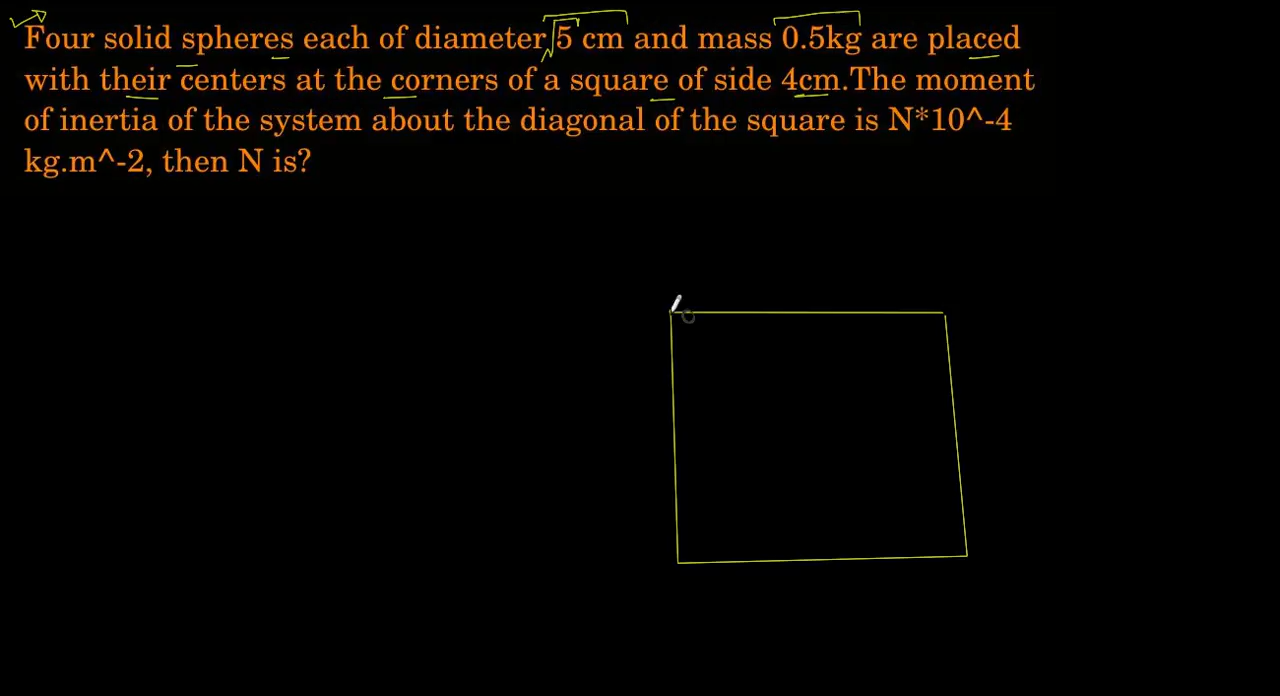 Four solid spheres each of diameter √5 cm and mass 0.5kg are placed
with their centers at the corners of a square of side 4cm.The moment
of inertia of the system about the diagonal of the square is N*10^-4
kg.m^-2, then N is?